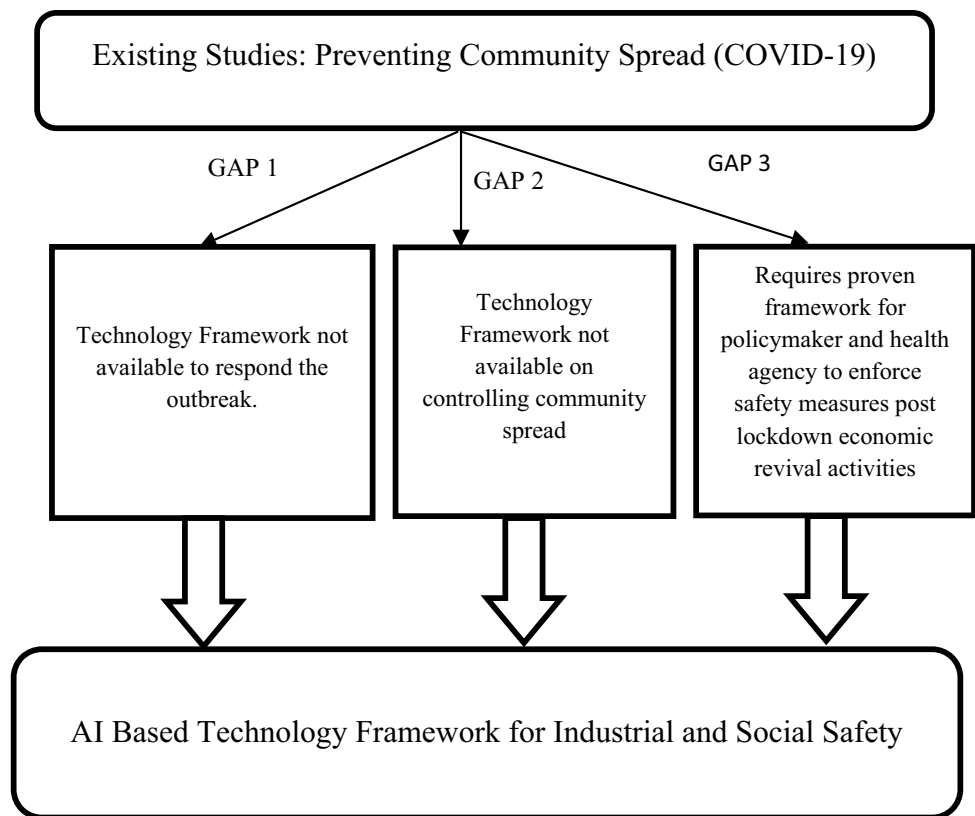 Existing Studies: Preventing Community Spread (COVID-19)
GAP 1
GAP 2
GAP 3
Technology Framework not
available to respond the
outbreak.
Technology
Framework not
available on
controlling community
spread
Requires proven
framework for
policymaker and health
agency to enforce
safety measures post
lockdown economic
revival activities
AI Based Technology Framework for Industrial and Social Safety